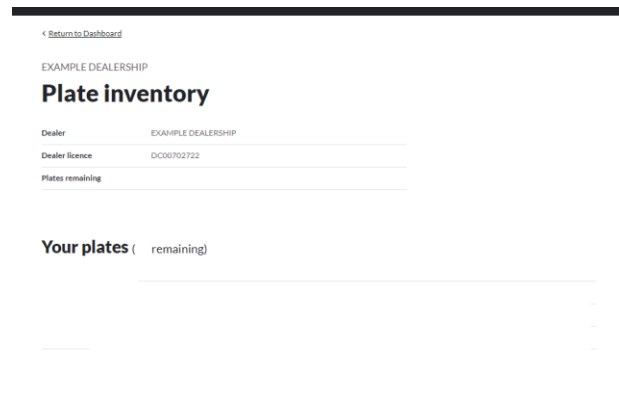 < Return to Dashboard
EXAMPLE DEALERSHIP
Plate inventory
Dealer EXAMPLE DEALERSHIP
Dealer licence DC00702722
Plates remaining
Your plates ( remaining)